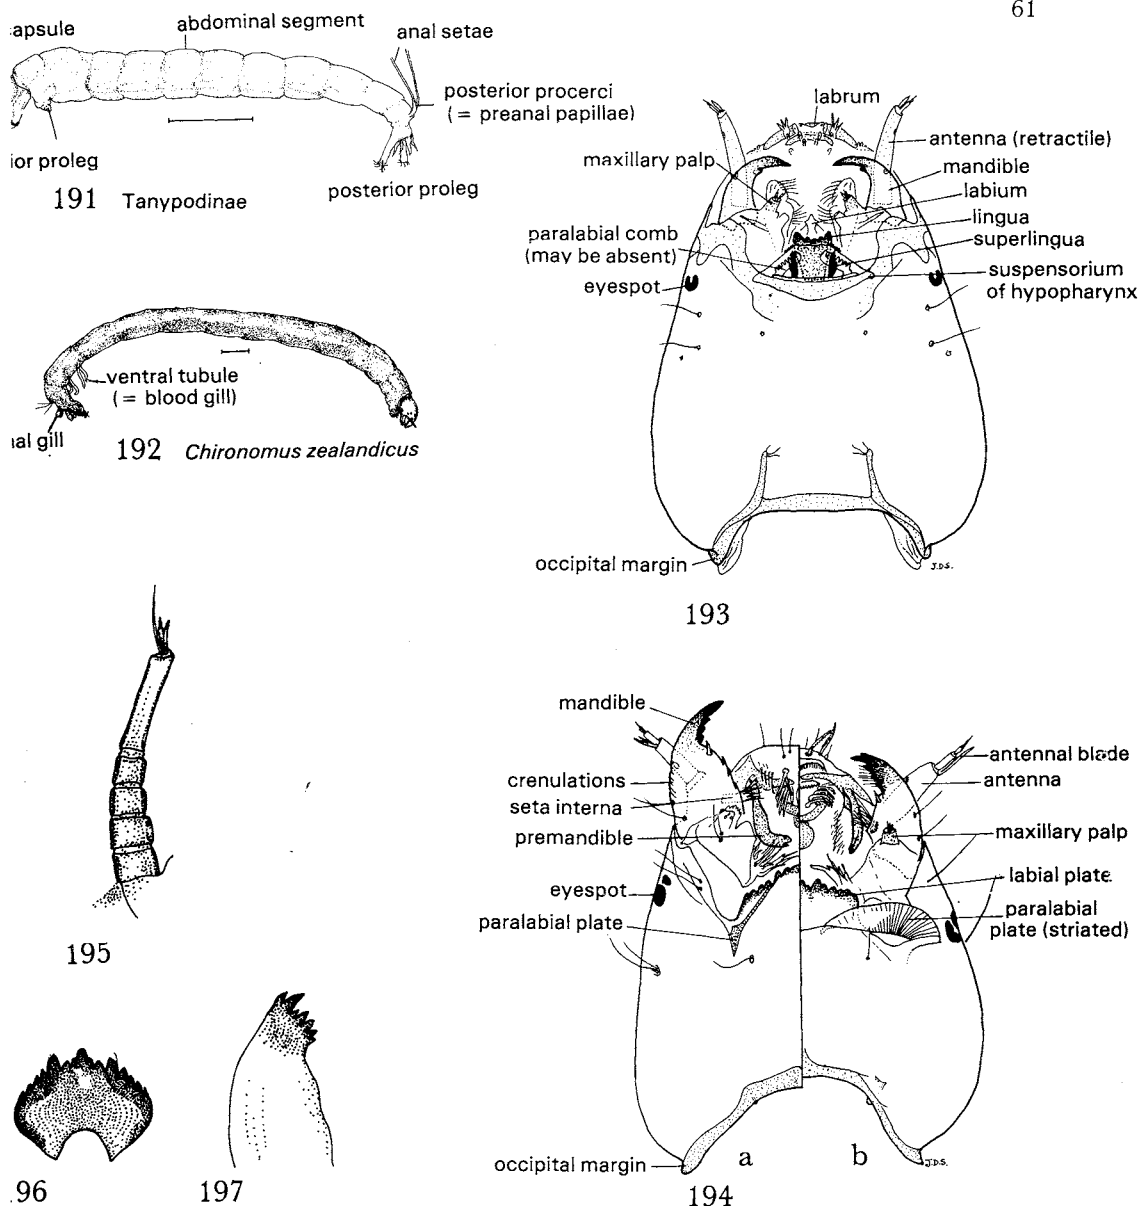 61
apsule
abdominal segment
anal setae
posterior procerci
(= preanal papillae)
ior proleg
posterior proleg
191 Tanypodinae
labrum
antenna (retractile)
maxillary palp
mandible
labium
lingua
paralabial comb
(may be absent)
superlingua
eyespot
suspensorium
of hypopharynx
occipital margin
J.D.S.
193
ventral tubule
(= blood gill)
nal gill
192 Chironomus zealandicus
195
mandible
crenulations
seta interna
premandible
eyespot
paralabial plate
antennal blade
antenna
maxillary palp
labial plate
paralabial
plate (striated)
occipital margin
a
b
J.D.S.
194
96
197